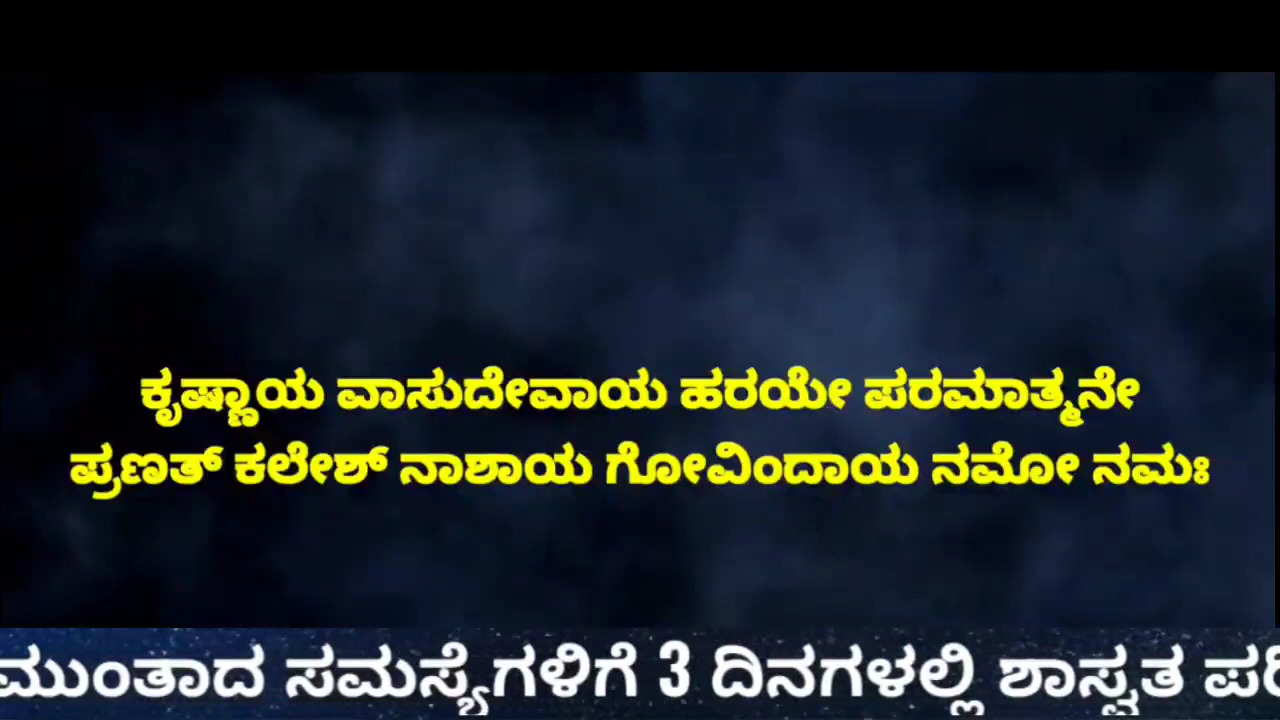 ಕೃಷ್ಣಾಯ ವಾಸುದೇವಾಯ ಹರಯೇ ಪರಮಾತ್ಮನೇ
ಪ್ರಣತ್ ಕಲೇಶ್ ನಾಶಾಯ ಗೋವಿಂದಾಯ ನಮೋ ನಮಃ
ಮುಂತಾದ ಸಮಸ್ಯೆಗಳಿಗೆ 3 ದಿನಗಳಲ್ಲಿ ಶಾಸ್ವತ